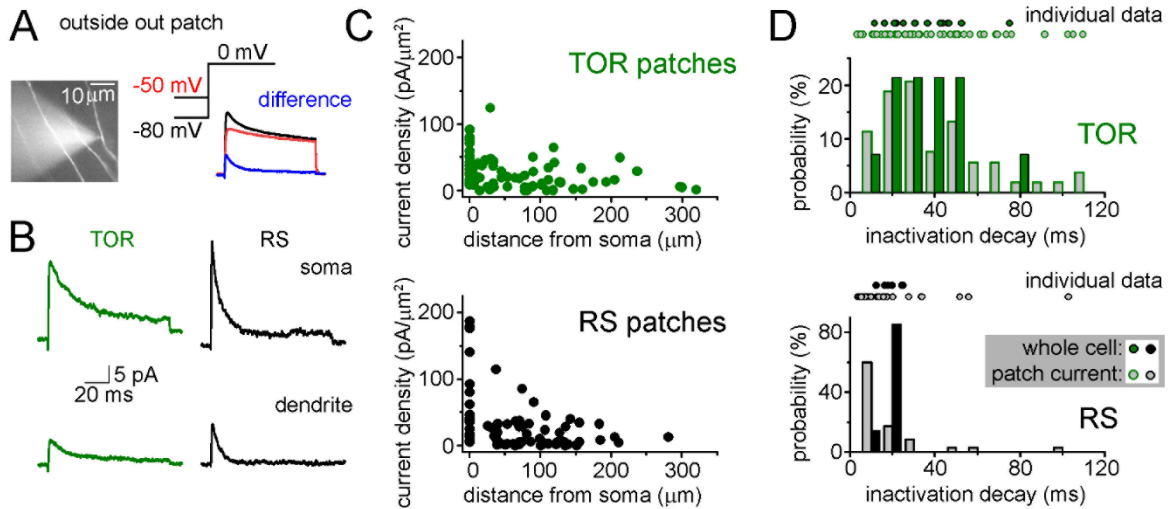 A
outside out patch
10 μm
0 mV
-50 mV
-80 mV
difference
B
TOR
RS
soma
5 pA
20 ms
dendrite
C
current density (pA/μm²)
200
100
0
TOR patches
0 100 200 300
distance from soma (μm)
current density (pA/μm²)
200
100
0
RS patches
0 100 200 300
distance from soma (μm)
D
individual data
probability (%)
20
10
0
TOR
0 40 80 120
inactivation decay (ms)
individual data
probability (%)
80
40
0
whole cell:
patch current:
RS
0 40 80 120
inactivation decay (ms)